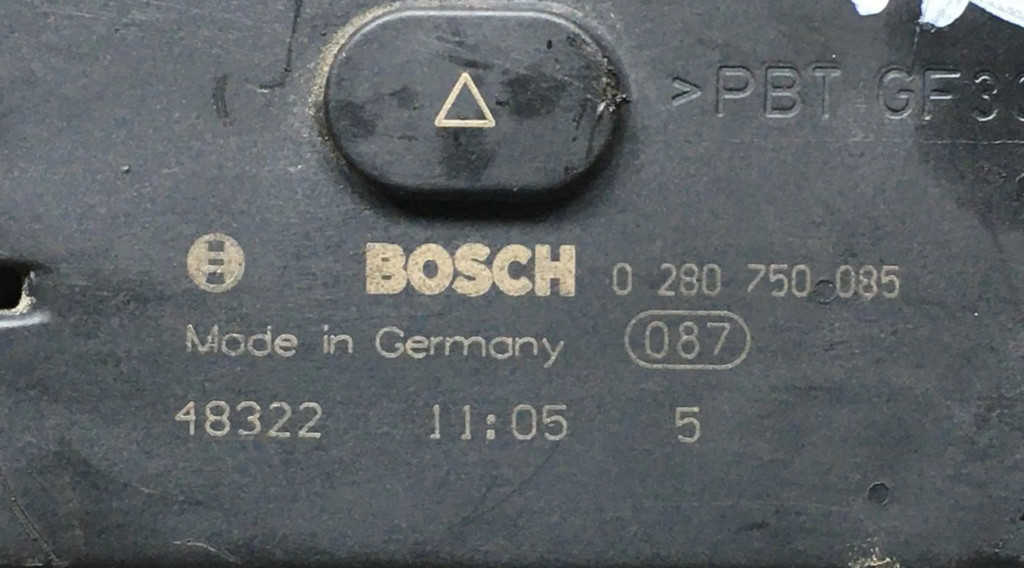 >PBT GF3
BOSCH 0 280 750 085
Made in Germany 087
48322 11:05 5